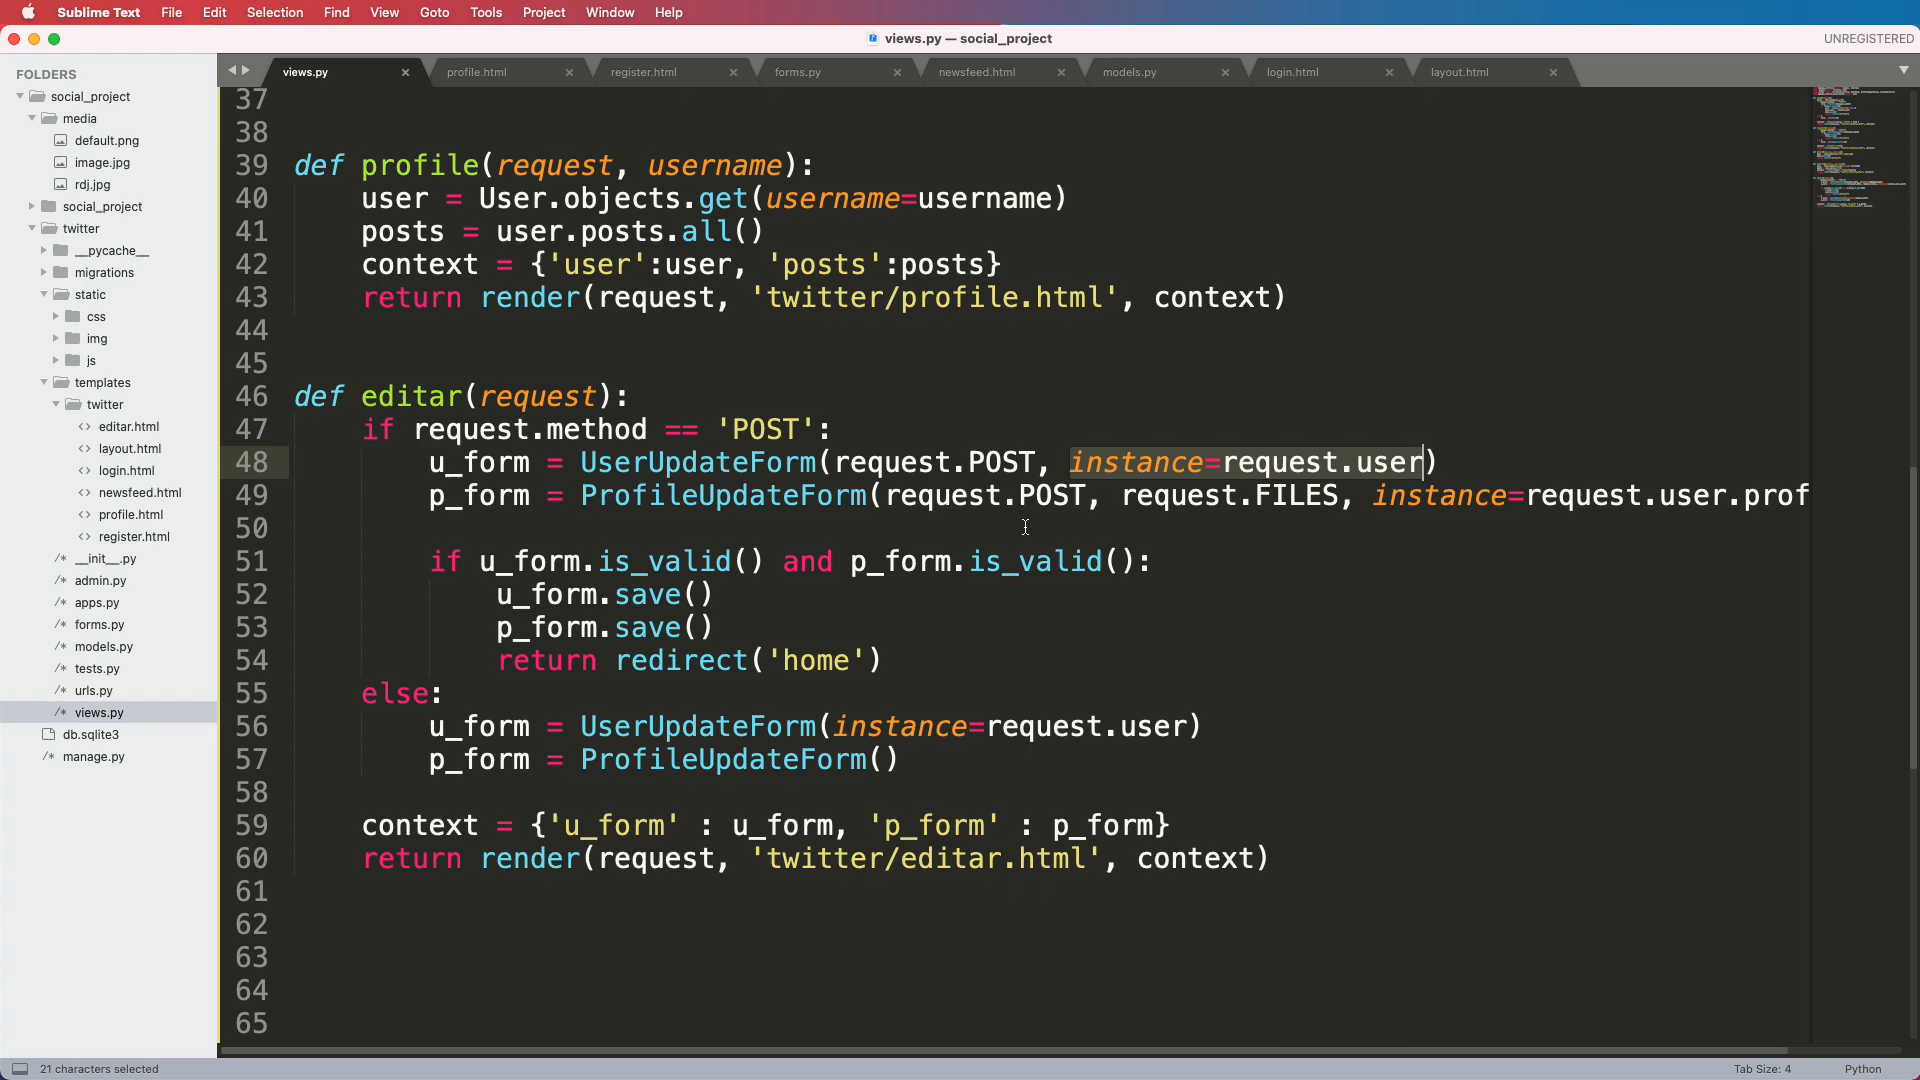 Sublime Text File Edit Selection Find View Goto Tools Project Window Help
views.py — social_project
UNREGISTERED
FOLDERS
social_project
media
default.png
image.jpg
rdj.jpg
social_project
twitter
__pycache__
migrations
static
css
img
js
templates
twitter
editar.html
layout.html
login.html
newsfeed.html
profile.html
register.html
__init__.py
admin.py
apps.py
forms.py
models.py
tests.py
urls.py
views.py
db.sqlite3
manage.py
views.py profile.html register.html forms.py newsfeed.html models.py login.html layout.html
37
38
39 def profile(request, username):
40 user = User.objects.get(username=username)
41 posts = user.posts.all()
42 context = {'user':user, 'posts':posts}
43 return render(request, 'twitter/profile.html', context)
44
45
46 def editar(request):
47 if request.method == 'POST':
48 u_form = UserUpdateForm(request.POST, instance=request.user)
49 p_form = ProfileUpdateForm(request.POST, request.FILES, instance=request.user.prof
50
51 if u_form.is_valid() and p_form.is_valid():
52 u_form.save()
53 p_form.save()
54 return redirect('home')
55 else:
56 u_form = UserUpdateForm(instance=request.user)
57 p_form = ProfileUpdateForm()
58
59 context = {'u_form' : u_form, 'p_form' : p_form}
60 return render(request, 'twitter/editar.html', context)
61
62
63
64
65
21 characters selected
Tab Size: 4
Python